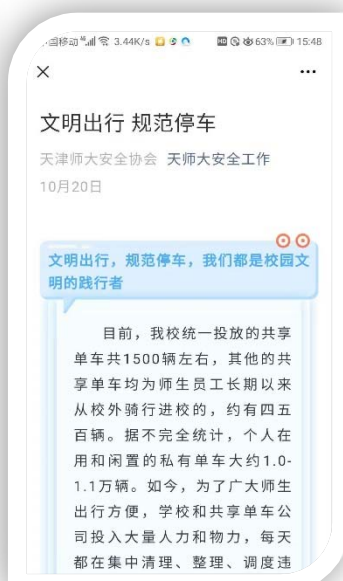 中国移动 3.44K/s 63% 15:48
文明出行 规范停车
天津师大安全协会 天师大安全工作
10月20日
文明出行，规范停车，我们都是校园文
明的践行者
目前，我校统一投放的共享
单车共1500辆左右，其他的共
享单车均为师生员工长期以来
从校外骑行进校的，约有四五
百辆。据不完全统计，个人在
用和闲置的私有单车大约1.0-
1.1万辆。如今，为了广大师生
出行方便，学校和共享单车公
司投入大量人力和物力，每天
都在集中清理、整理、调度违